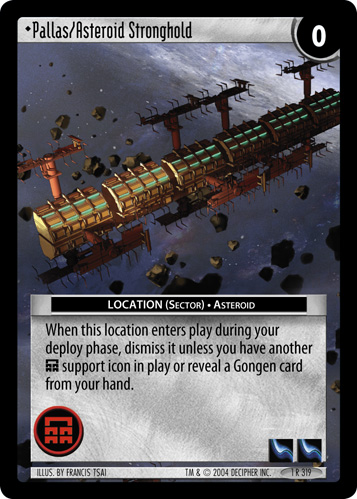 •Pallas/Asteroid Stronghold
0
LOCATION (SECTOR) • ASTEROID
When this location enters play during your
deploy phase, dismiss it unless you have another
support icon in play or reveal a Gongen card
from your hand.
ILLUS. BY FRANCIS TSAI
TM & © 2004 DECIPHER INC.
1 R 319